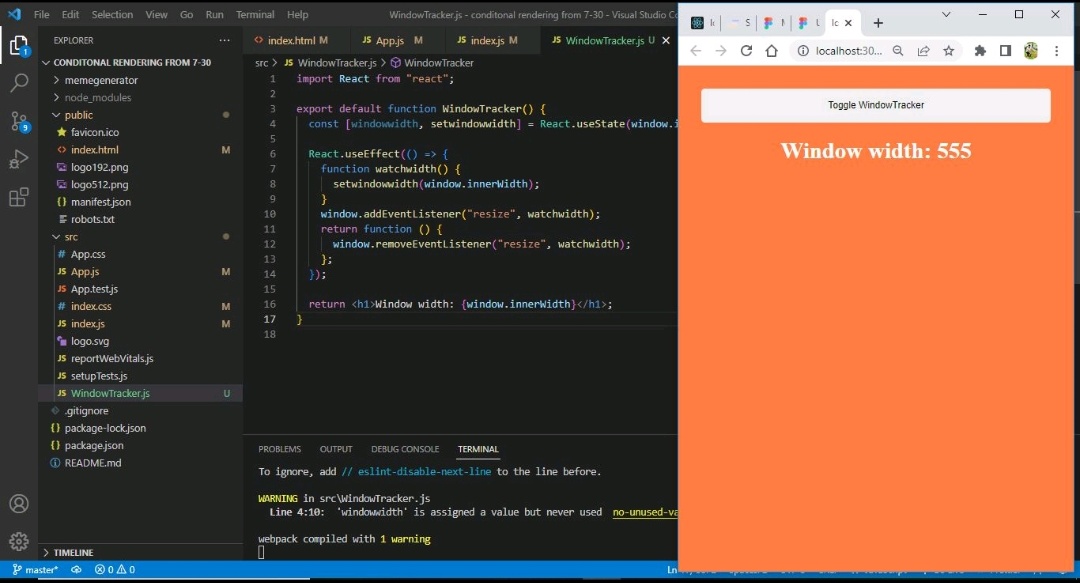 File Edit Selection View Go Run Terminal Help WindowTracker.js - conditonal rendering from 7-30 - Visual Studio Co
EXPLORER
CONDITONAL RENDERING FROM 7-30
memegenerator
node_modules
public
favicon.ico
index.html M
logo192.png
logo512.png
manifest.json
robots.txt
src
App.css
App.js M
App.test.js
index.css M
index.js M
logo.svg
reportWebVitals.js
setupTests.js
WindowTracker.js U
.gitignore
package-lock.json
package.json
README.md
TIMELINE
1
9
index.html M App.js M index.js M WindowTracker.js U
src > WindowTracker.js > WindowTracker
1 import React from "react";
2
3 export default function WindowTracker() {
4 const [windowwidth, setwindowwidth] = React.useState(window.i
5
6 React.useEffect(() => {
7 function watchwidth() {
8 setwindowwidth(window.innerWidth);
9 }
10 window.addEventListener("resize", watchwidth);
11 return function () {
12 window.removeEventListener("resize", watchwidth);
13 };
14 });
15
16 return <h1>Window width: {window.innerWidth}</h1>;
17 }
18
PROBLEMS OUTPUT DEBUG CONSOLE TERMINAL
To ignore, add // eslint-disable-next-line to the line before.
WARNING in src\WindowTracker.js
Line 4:10: 'windowwidth' is assigned a value but never used no-unused-va
webpack compiled with 1 warning
master* 0 0
localhost:30...
Toggle WindowTracker
Window width: 555